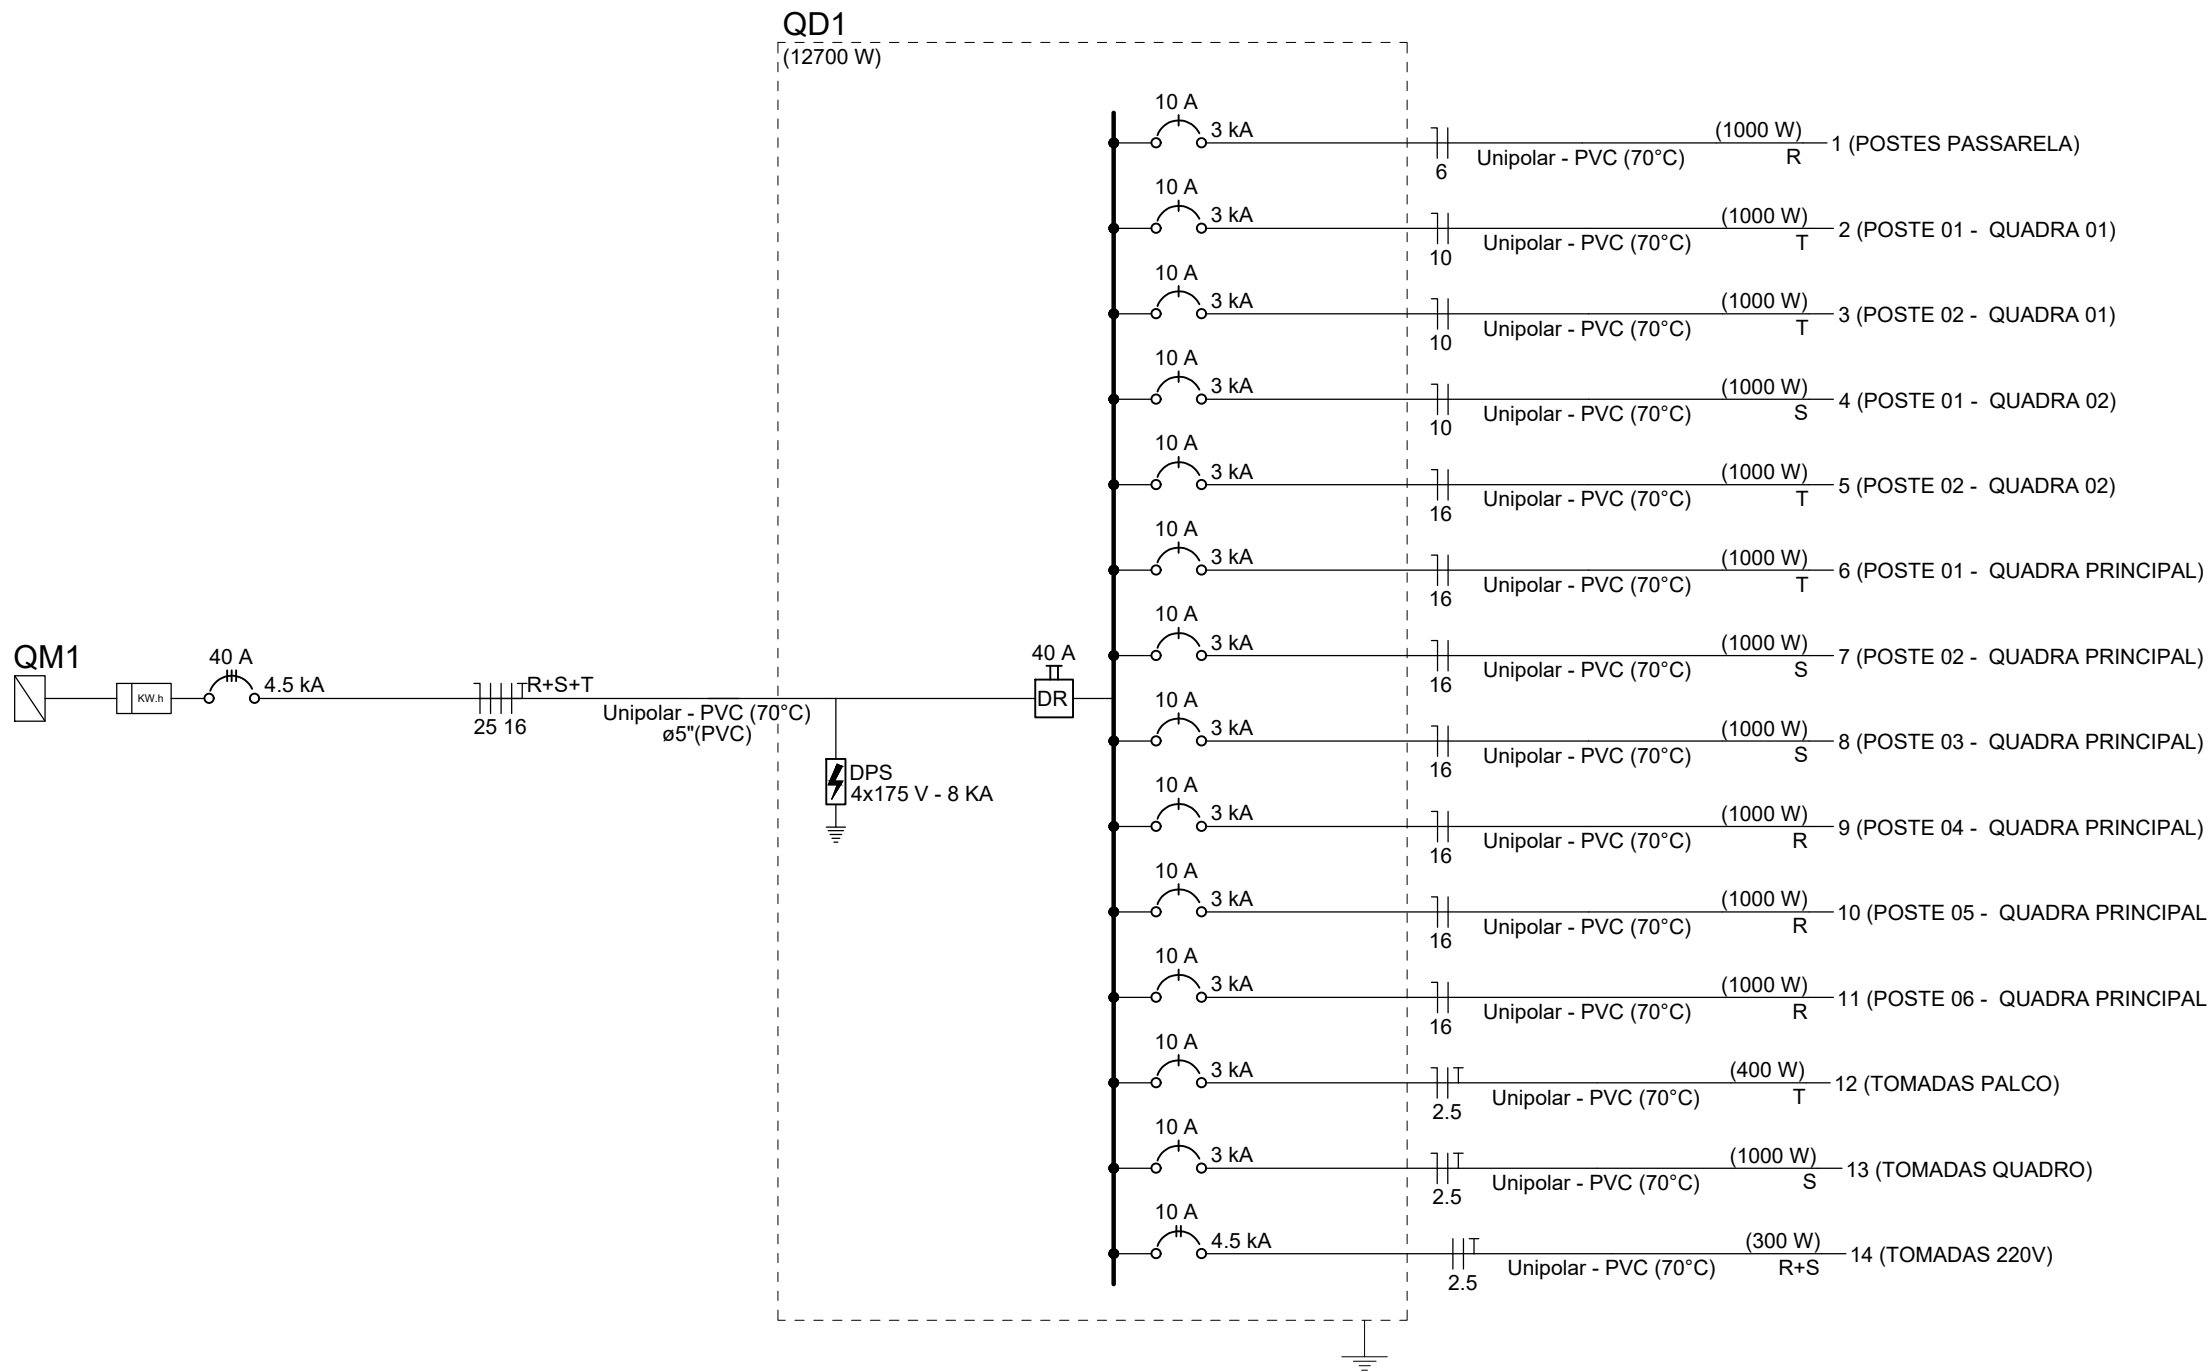 QD1
(12700 W)
10 A
3 kA
6
Unipolar - PVC (70°C)
(1000 W)
R
1 (POSTES PASSARELA)
10 A
3 kA
10
Unipolar - PVC (70°C)
(1000 W)
T
2 (POSTE 01 - QUADRA 01)
10 A
3 kA
10
Unipolar - PVC (70°C)
(1000 W)
T
3 (POSTE 02 - QUADRA 01)
10 A
3 kA
10
Unipolar - PVC (70°C)
(1000 W)
S
4 (POSTE 01 - QUADRA 02)
10 A
3 kA
16
Unipolar - PVC (70°C)
(1000 W)
T
5 (POSTE 02 - QUADRA 02)
10 A
3 kA
16
Unipolar - PVC (70°C)
(1000 W)
T
6 (POSTE 01 - QUADRA PRINCIPAL)
QM1
KW.h
40 A
4.5 kA
25 16
R+S+T
Unipolar - PVC (70°C)
ø5"(PVC)
DPS
4x175 V - 8 KA
40 A
DR
10 A
3 kA
16
Unipolar - PVC (70°C)
(1000 W)
S
7 (POSTE 02 - QUADRA PRINCIPAL)
10 A
3 kA
16
Unipolar - PVC (70°C)
(1000 W)
S
8 (POSTE 03 - QUADRA PRINCIPAL)
10 A
3 kA
16
Unipolar - PVC (70°C)
(1000 W)
R
9 (POSTE 04 - QUADRA PRINCIPAL)
10 A
3 kA
16
Unipolar - PVC (70°C)
(1000 W)
R
10 (POSTE 05 - QUADRA PRINCIPAL
10 A
3 kA
16
Unipolar - PVC (70°C)
(1000 W)
R
11 (POSTE 06 - QUADRA PRINCIPAL
10 A
3 kA
T
2.5
Unipolar - PVC (70°C)
(400 W)
T
12 (TOMADAS PALCO)
10 A
3 kA
T
2.5
Unipolar - PVC (70°C)
(1000 W)
S
13 (TOMADAS QUADRO)
10 A
4.5 kA
T
2.5
Unipolar - PVC (70°C)
(300 W)
R+S
14 (TOMADAS 220V)